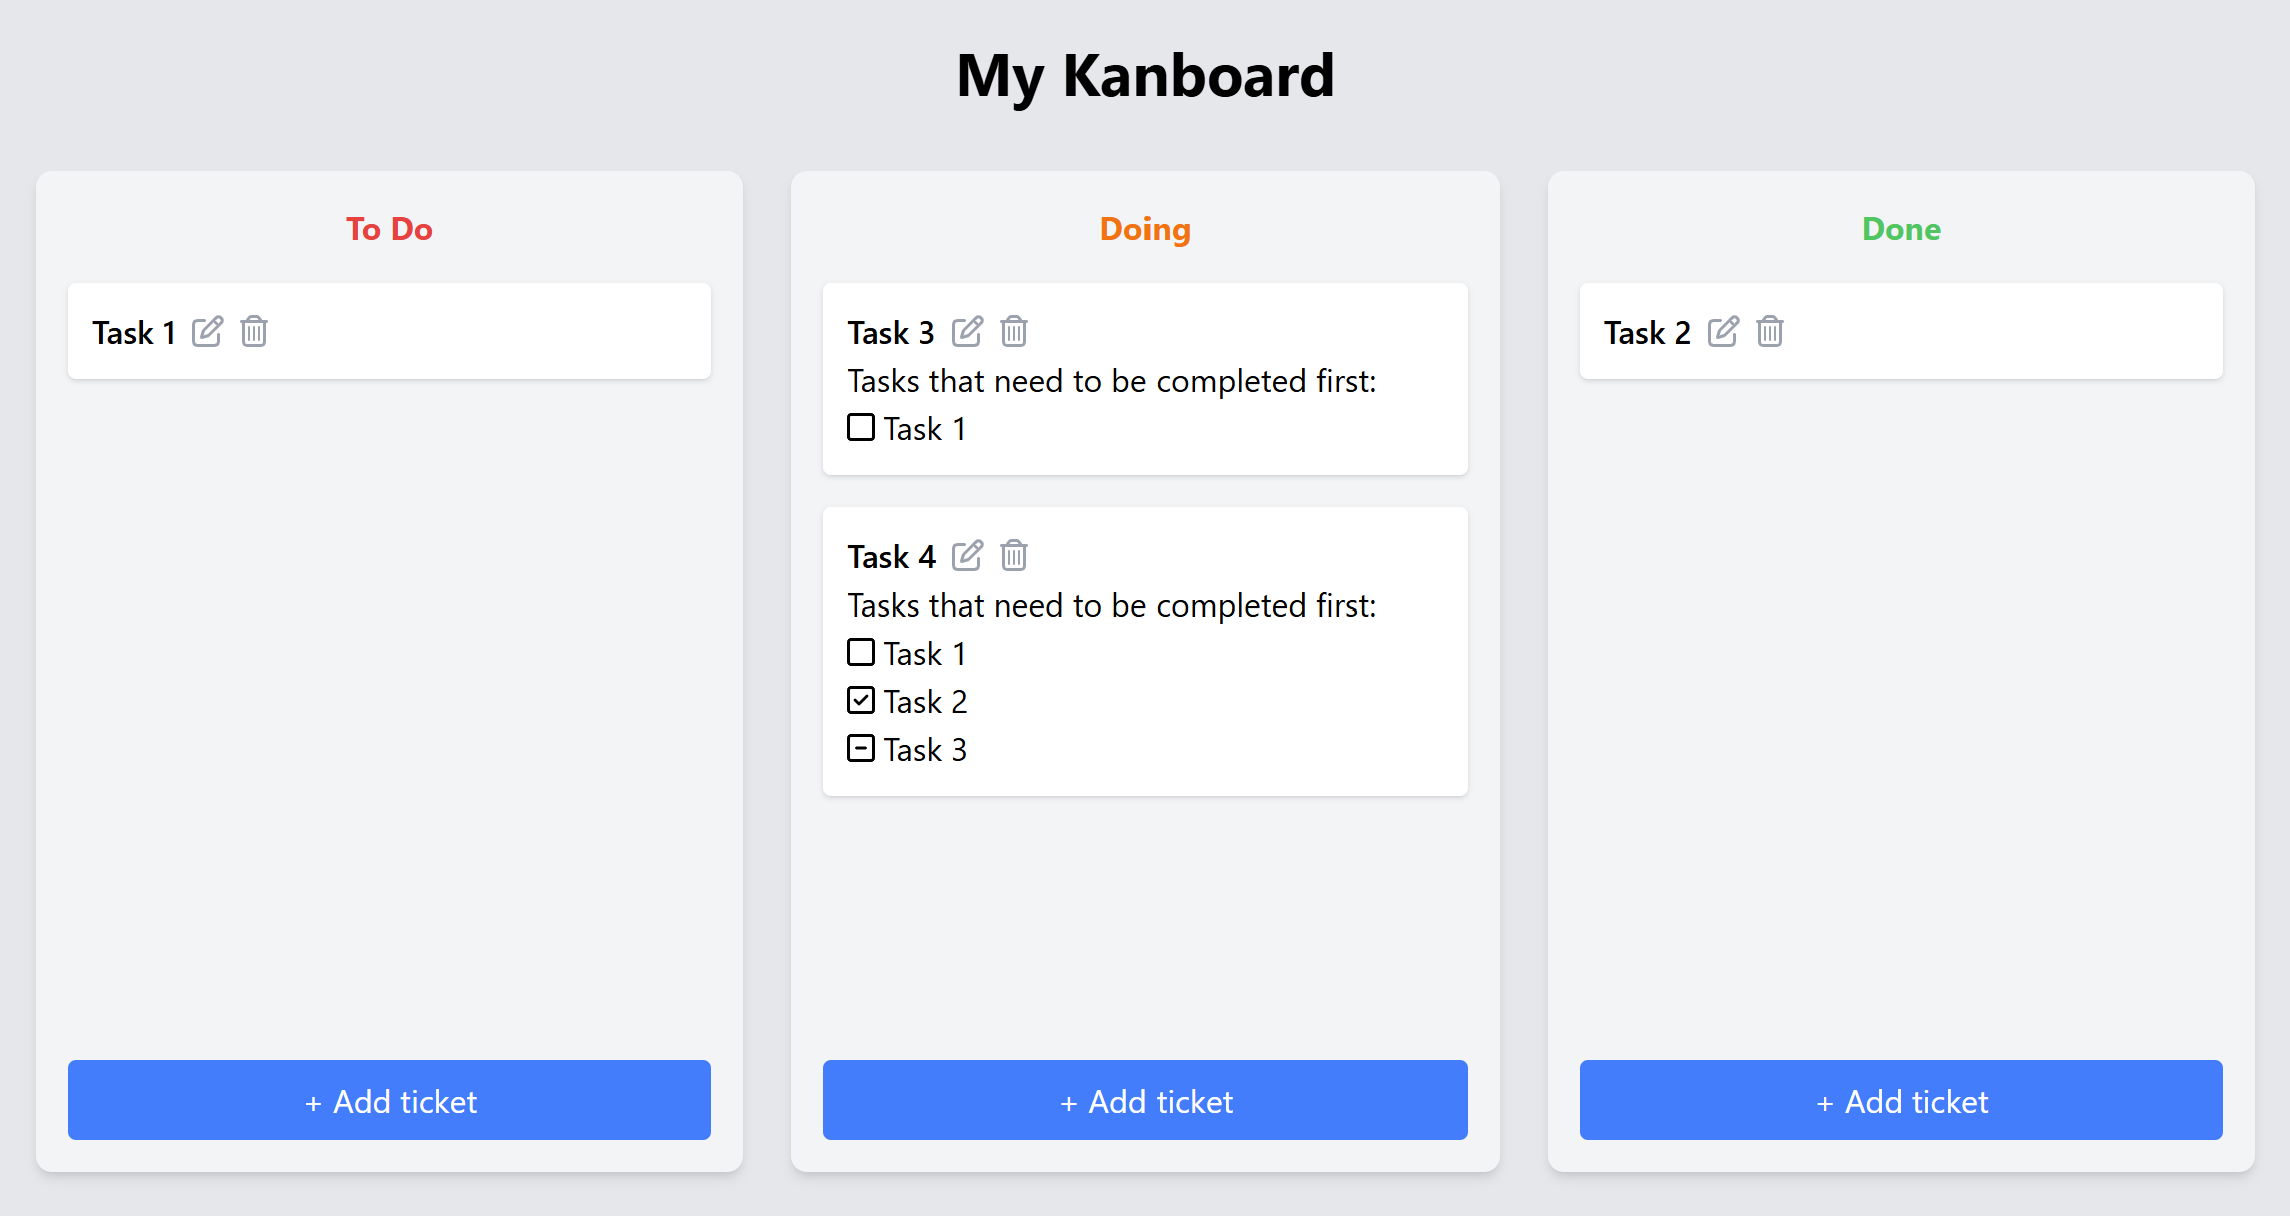 My Kanboard
To Do
Task 1
+ Add ticket
Doing
Task 3
Tasks that need to be completed first:
Task 1
Task 4
Tasks that need to be completed first:
Task 1
Task 2
Task 3
+ Add ticket
Done
Task 2
+ Add ticket